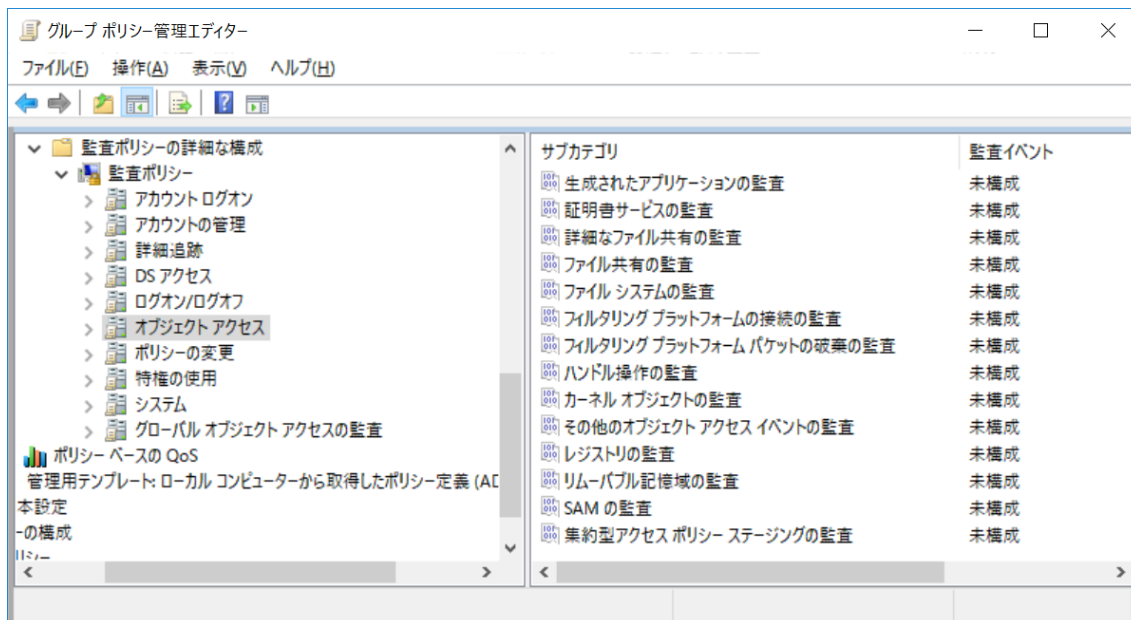 グループ ポリシー管理エディター
ファイル(F) 操作(A) 表示(V) ヘルプ(H)
監査ポリシーの詳細な構成
監査ポリシー
アカウント ログオン
アカウントの管理
詳細追跡
DS アクセス
ログオン/ログオフ
オブジェクト アクセス
ポリシーの変更
特権の使用
システム
グローバル オブジェクト アクセスの監査
ポリシー ベースの QoS
管理用テンプレート: ローカル コンピューターから取得したポリシー定義 (AD
本設定
-の構成
リシー
サブカテゴリ 監査イベント
生成されたアプリケーションの監査 未構成
証明書サービスの監査 未構成
詳細なファイル共有の監査 未構成
ファイル共有の監査 未構成
ファイル システムの監査 未構成
フィルタリング プラットフォームの接続の監査 未構成
フィルタリング プラットフォーム パケットの破棄の監査 未構成
ハンドル操作の監査 未構成
カーネル オブジェクトの監査 未構成
その他のオブジェクト アクセス イベントの監査 未構成
レジストリの監査 未構成
リムーバブル記憶域の監査 未構成
SAM の監査 未構成
集約型アクセス ポリシー ステージングの監査 未構成